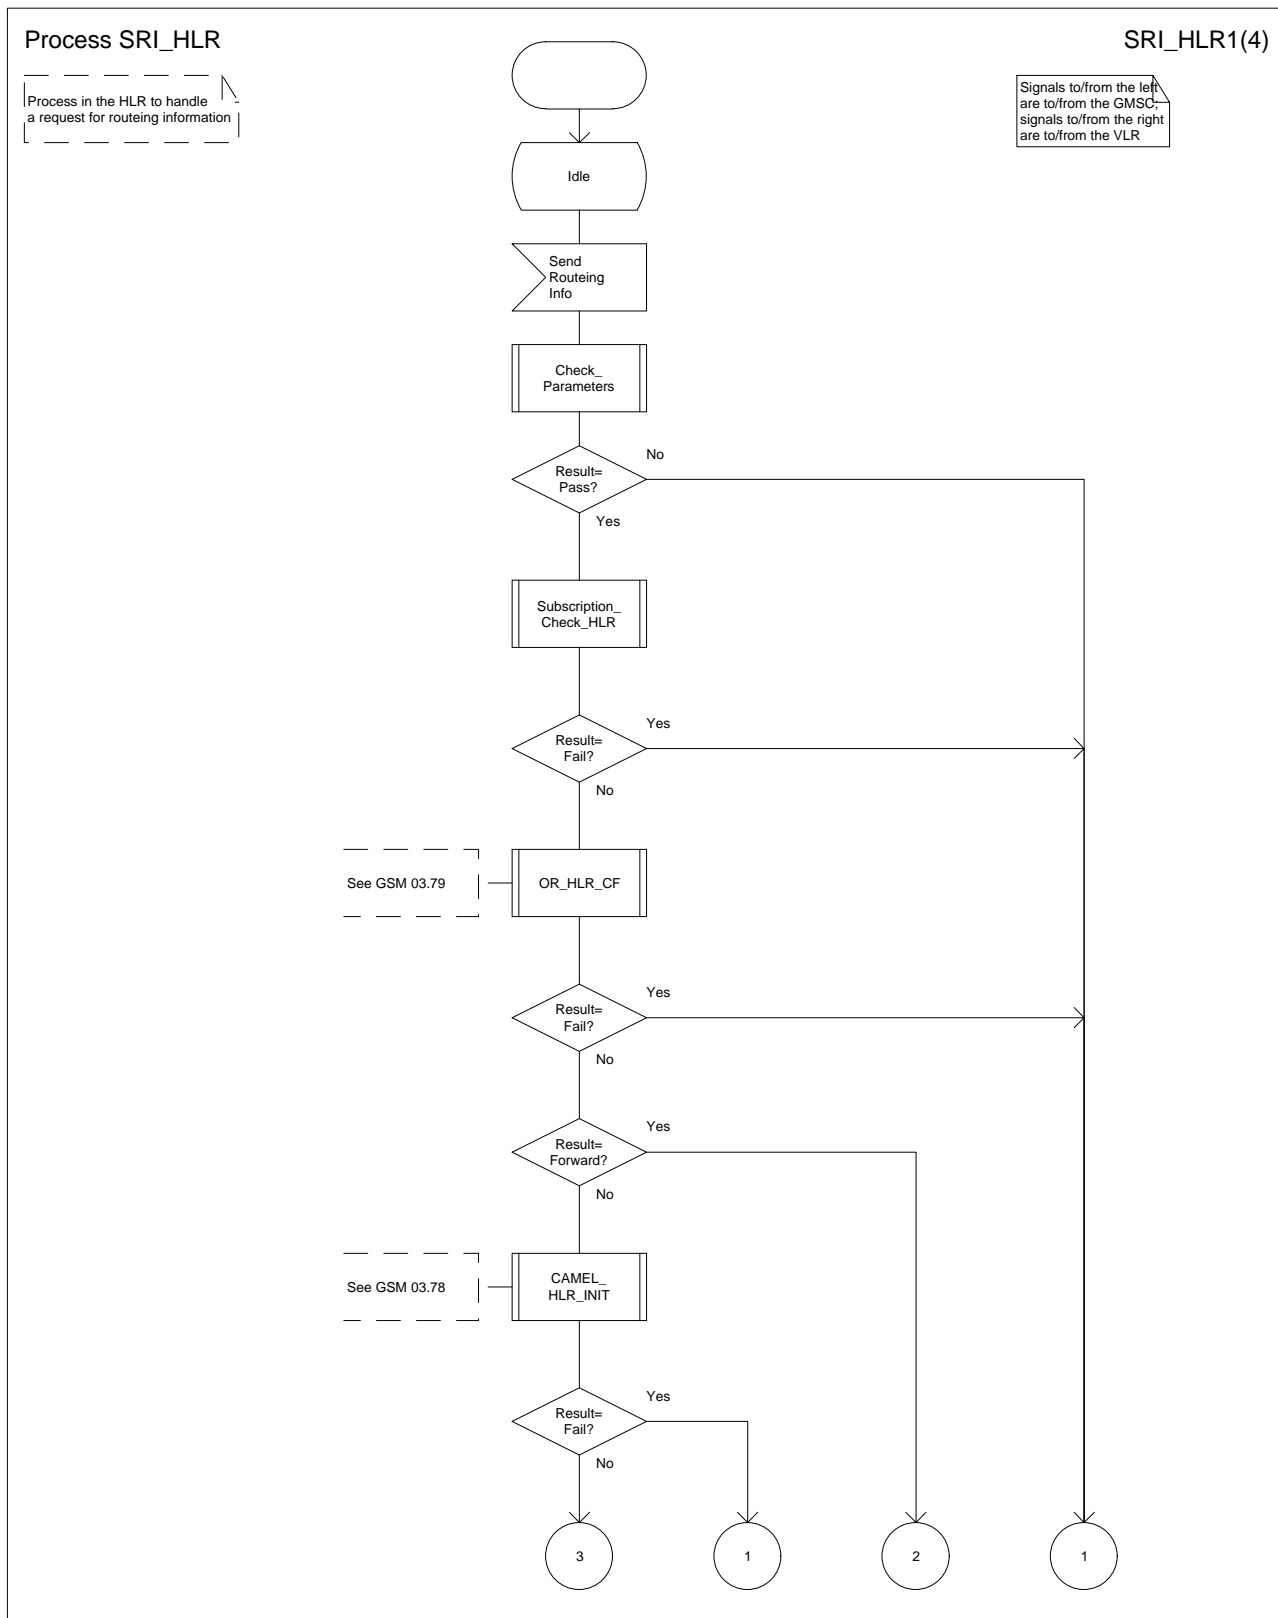 Process SRI_HLR
SRI_HLR1(4)
Process in the HLR to handle
a request for routeing information
Signals to/from the left
are to/from the GMSC;
signals to/from the right
are to/from the VLR
Idle
Send
Routeing
Info
Check_
Parameters
Result=
Pass?
No
Yes
Subscription_
Check_HLR
Result=
Fail?
Yes
No
See GSM 03.79
OR_HLR_CF
Result=
Fail?
Yes
No
Result=
Forward?
Yes
No
See GSM 03.78
CAMEL_
HLR_INIT
Result=
Fail?
Yes
No
3
1
2
1